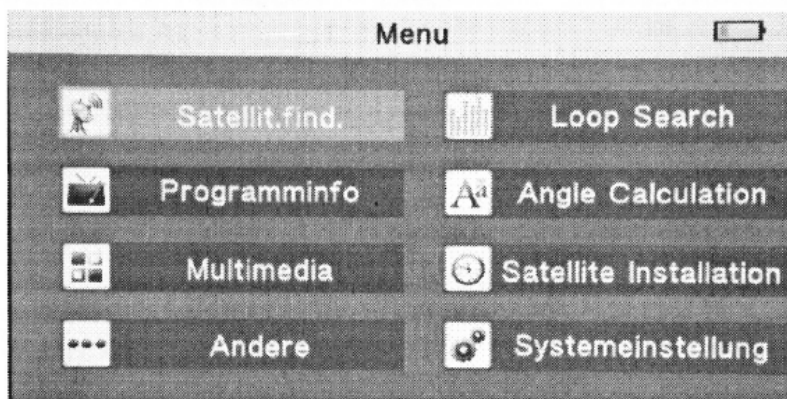 Menu
Satellit.find.
Loop Search
Programminfo
Angle Calculation
Multimedia
Satellite Installation
Andere
Systemeinstellung